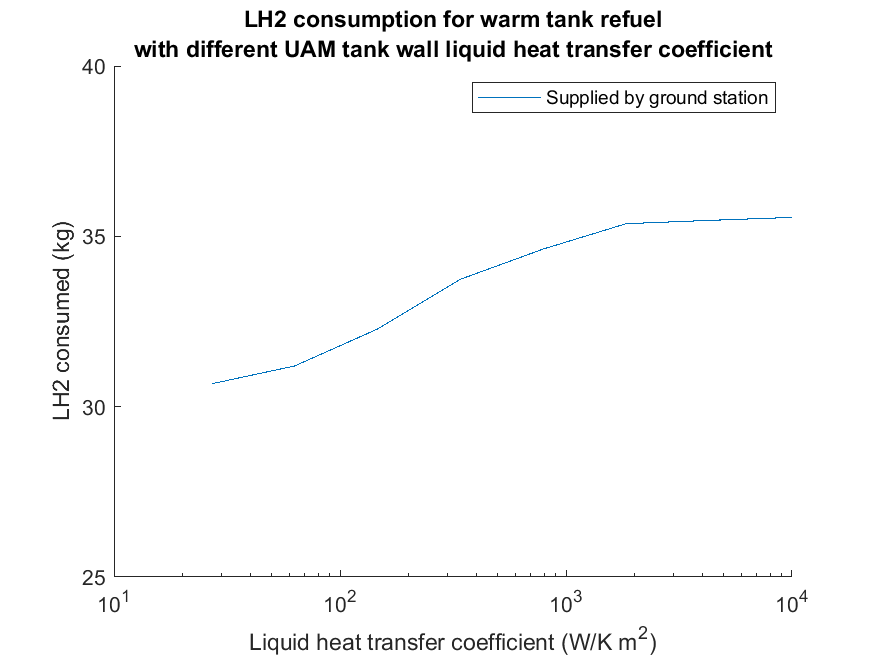 LH2 consumption for warm tank refuel
with different UAM tank wall liquid heat transfer coefficient
Supplied by ground station
LH2 consumed (kg)
40
35
30
25
10^1 10^2 10^3 10^4
Liquid heat transfer coefficient (W/K m^2)